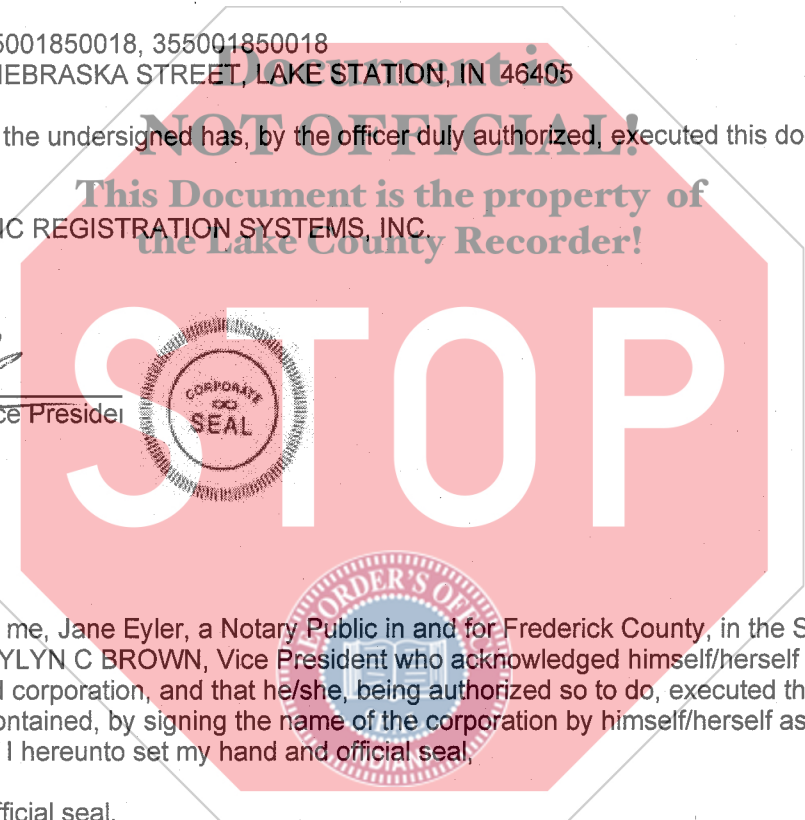 5001850018, 355001850018
NEBRASKA STREET, LAKE STATION, IN 46405
Document is
the undersigned has, by the officer duly authorized, executed this do
NOT OFFICIAL!
This Document is the property of
IC REGISTRATION SYSTEMS, INC.
the Lake County Recorder!
STOP
CORPORATE
SEAL
ce Presider
RECORDER'S OFFICE
me, Jane Eyler, a Notary Public in and for Frederick County, in the S
YLYN C BROWN, Vice President who acknowledged himself/herself
d corporation, and that he/she, being authorized so to do, executed th
ontained, by signing the name of the corporation by himself/herself as
I hereunto set my hand and official seal,
INDIANA
fficial seal.